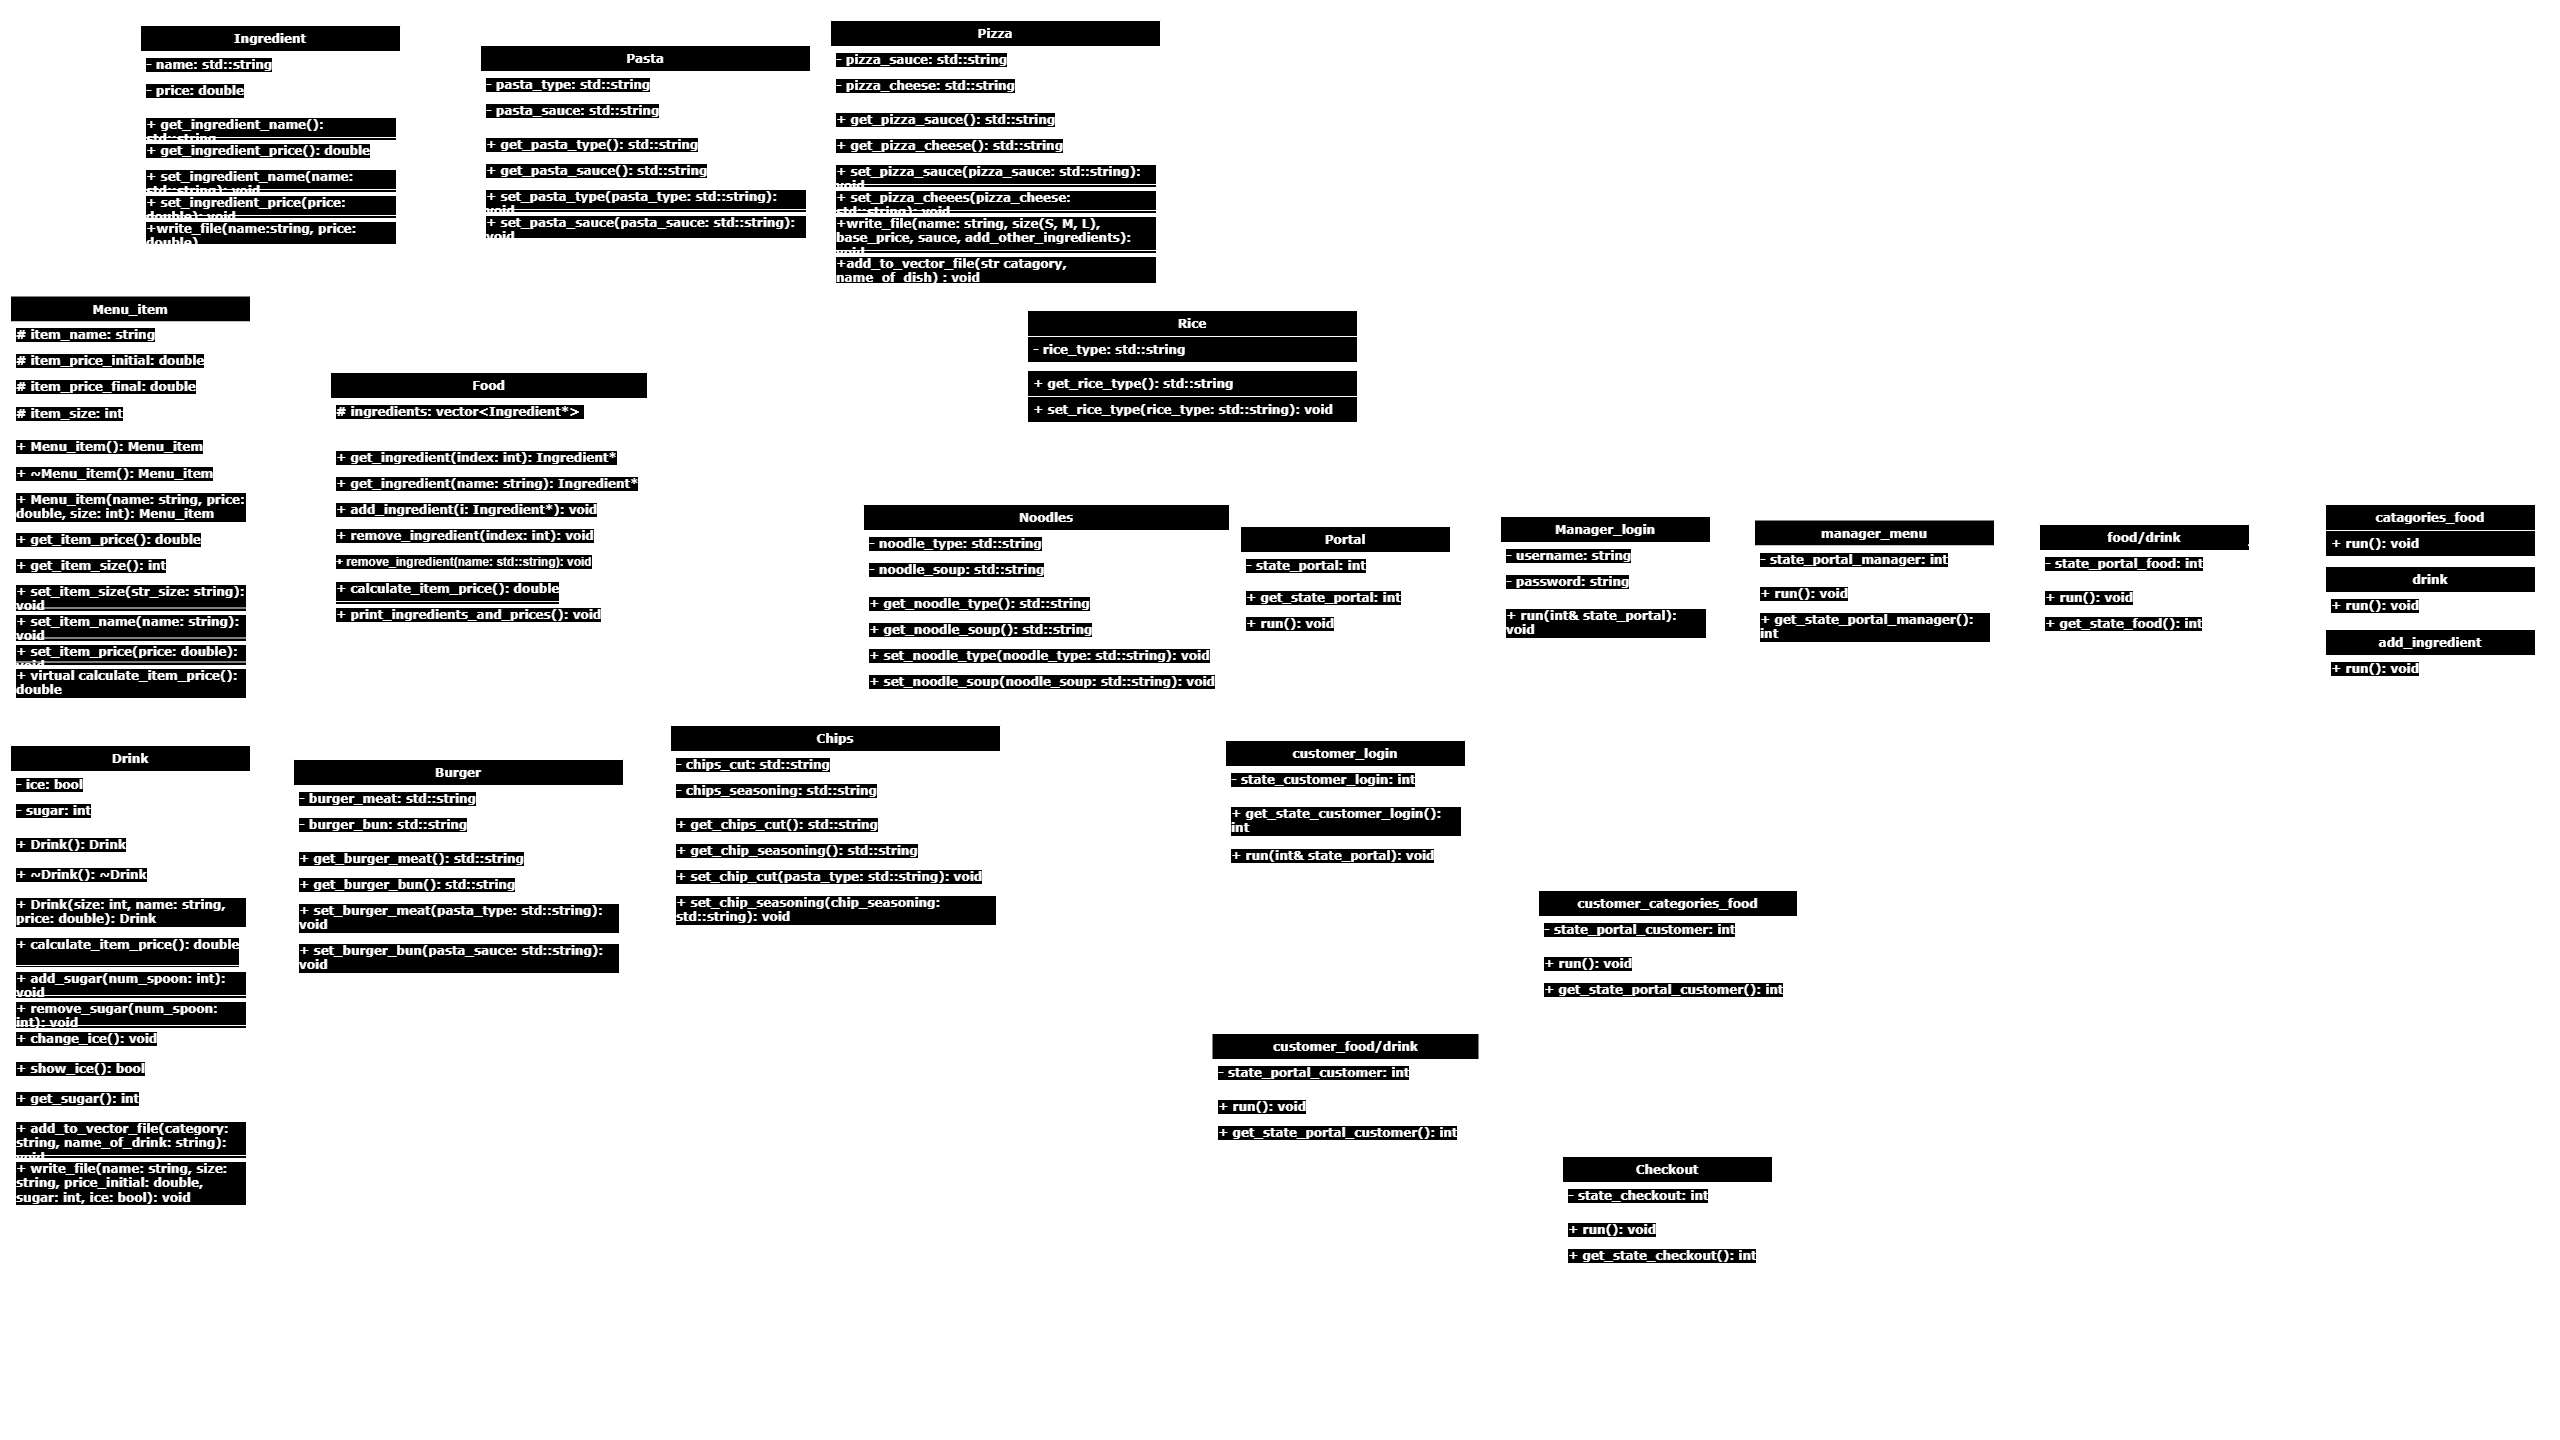 Ingredient
- name: std::string
- price: double
+ get_ingredient_name():
std::string
+ get_ingredient_price(): double
+ set_ingredient_name(name:
std::string): void
+ set_ingredient_price(price:
double): void
+write_file(name:string, price:
double)
Pasta
- pasta_type: std::string
- pasta_sauce: std::string
+ get_pasta_type(): std::string
+ get_pasta_sauce(): std::string
+ set_pasta_type(pasta_type: std::string):
void
+ set_pasta_sauce(pasta_sauce: std::string):
void
Pizza
- pizza_sauce: std::string
- pizza_cheese: std::string
+ get_pizza_sauce(): std::string
+ get_pizza_cheese(): std::string
+ set_pizza_sauce(pizza_sauce: std::string):
void
+ set_pizza_cheees(pizza_cheese:
std::string): void
+write_file(name: string, size(S, M, L),
base_price, sauce, add_other_ingredients):
void
+add_to_vector_file(str catagory,
name_of_dish) : void
Menu_item
# item_name: string
# item_price_initial: double
# item_price_final: double
# item_size: int
+ Menu_item(): Menu_item
+ ~Menu_item(): Menu_item
+ Menu_item(name: string, price:
double, size: int): Menu_item
+ get_item_price(): double
+ get_item_size(): int
+ set_item_size(str_size: string):
void
+ set_item_name(name: string):
void
+ set_item_price(price: double):
void
+ virtual calculate_item_price():
double
Food
# ingredients: vector<Ingredient*>
+ get_ingredient(index: int): Ingredient*
+ get_ingredient(name: string): Ingredient*
+ add_ingredient(i: Ingredient*): void
+ remove_ingredient(index: int): void
+ remove_ingredient(name: std::string): void
+ calculate_item_price(): double
+ print_ingredients_and_prices(): void
Rice
- rice_type: std::string
+ get_rice_type(): std::string
+ set_rice_type(rice_type: std::string): void
Noodles
- noodle_type: std::string
- noodle_soup: std::string
+ get_noodle_type(): std::string
+ get_noodle_soup(): std::string
+ set_noodle_type(noodle_type: std::string): void
+ set_noodle_soup(noodle_soup: std::string): void
Portal
- state_portal: int
+ get_state_portal: int
+ run(): void
Manager_login
- username: string
- password: string
+ run(int& state_portal):
void
manager_menu
- state_portal_manager: int
+ run(): void
+ get_state_portal_manager():
int
food/drink
- state_portal_food: int
+ run(): void
+ get_state_food(): int
catagories_food
+ run(): void
drink
+ run(): void
add_ingredient
+ run(): void
Drink
- ice: bool
- sugar: int
+ Drink(): Drink
+ ~Drink(): ~Drink
+ Drink(size: int, name: string,
price: double): Drink
+ calculate_item_price(): double
+ add_sugar(num_spoon: int):
void
+ remove_sugar(num_spoon:
int): void
+ change_ice(): void
+ show_ice(): bool
+ get_sugar(): int
+ add_to_vector_file(category:
string, name_of_drink: string):
void
+ write_file(name: string, size:
string, price_initial: double,
sugar: int, ice: bool): void
Burger
- burger_meat: std::string
- burger_bun: std::string
+ get_burger_meat(): std::string
+ get_burger_bun(): std::string
+ set_burger_meat(pasta_type: std::string):
void
+ set_burger_bun(pasta_sauce: std::string):
void
Chips
- chips_cut: std::string
- chips_seasoning: std::string
+ get_chips_cut(): std::string
+ get_chip_seasoning(): std::string
+ set_chip_cut(pasta_type: std::string): void
+ set_chip_seasoning(chip_seasoning:
std::string): void
customer_login
- state_customer_login: int
+ get_state_customer_login():
int
+ run(int& state_portal): void
customer_categories_food
- state_portal_customer: int
+ run(): void
+ get_state_portal_customer(): int
customer_food/drink
- state_portal_customer: int
+ run(): void
+ get_state_portal_customer(): int
Checkout
- state_checkout: int
+ run(): void
+ get_state_checkout(): int